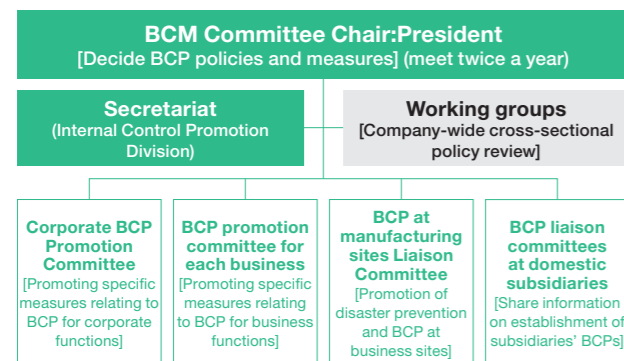 BCM Committee Chair:President
[Decide BCP policies and measures] (meet twice a year)
Secretariat
(Internal Control Promotion
Division)
Working groups
[Company-wide cross-sectional
policy review]
Corporate BCP
Promotion
Committee
[Promoting specific
measures relating to
BCP for corporate
functions]
BCP promotion
committee for
each business
[Promoting specific
measures relating
to BCP for business
functions]
BCP at
manufacturing
sites Liaison
Committee
[Promotion of
disaster prevention
and BCP at
business sites]
BCP liaison
committees
at domestic
subsidiaries
[Share information
on establishment of
subsidiaries’ BCPs]